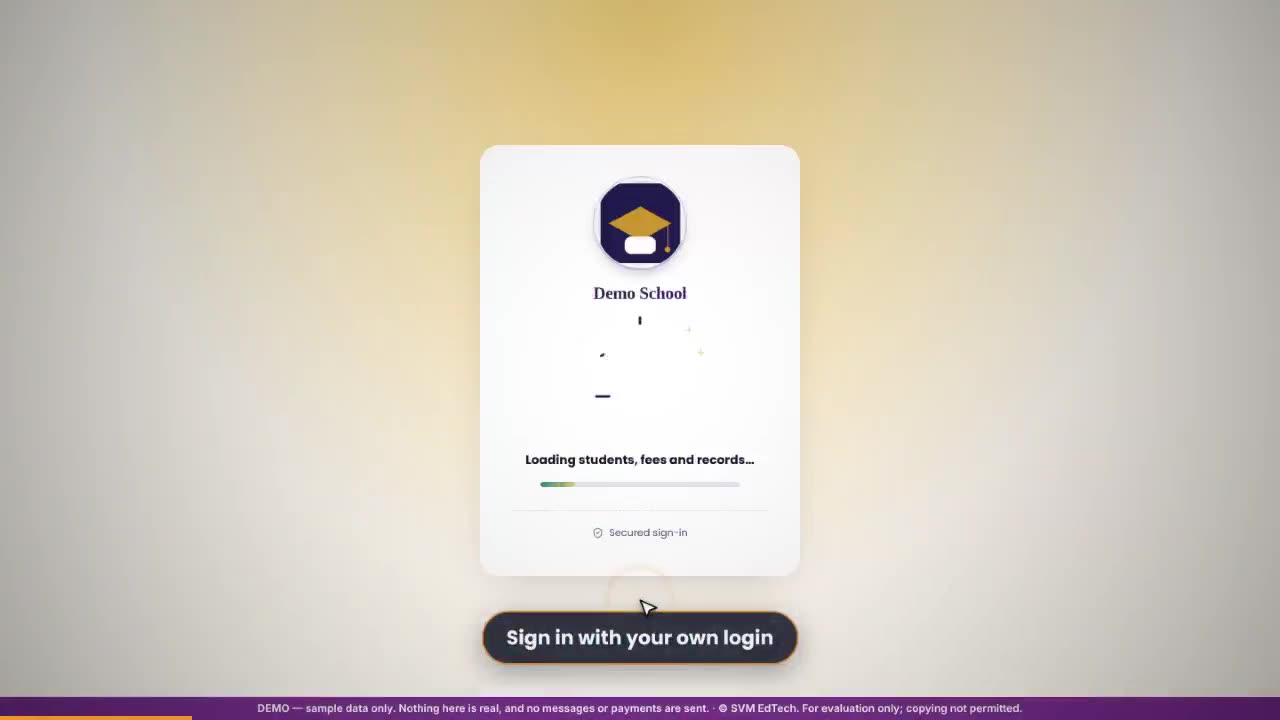 Demo School
Loading students, fees and records...
Secured sign-in
Sign in with your own login
DEMO — sample data only. Nothing here is real, and no messages or payments are sent. · © SVM EdTech. For evaluation only; copying not permitted.